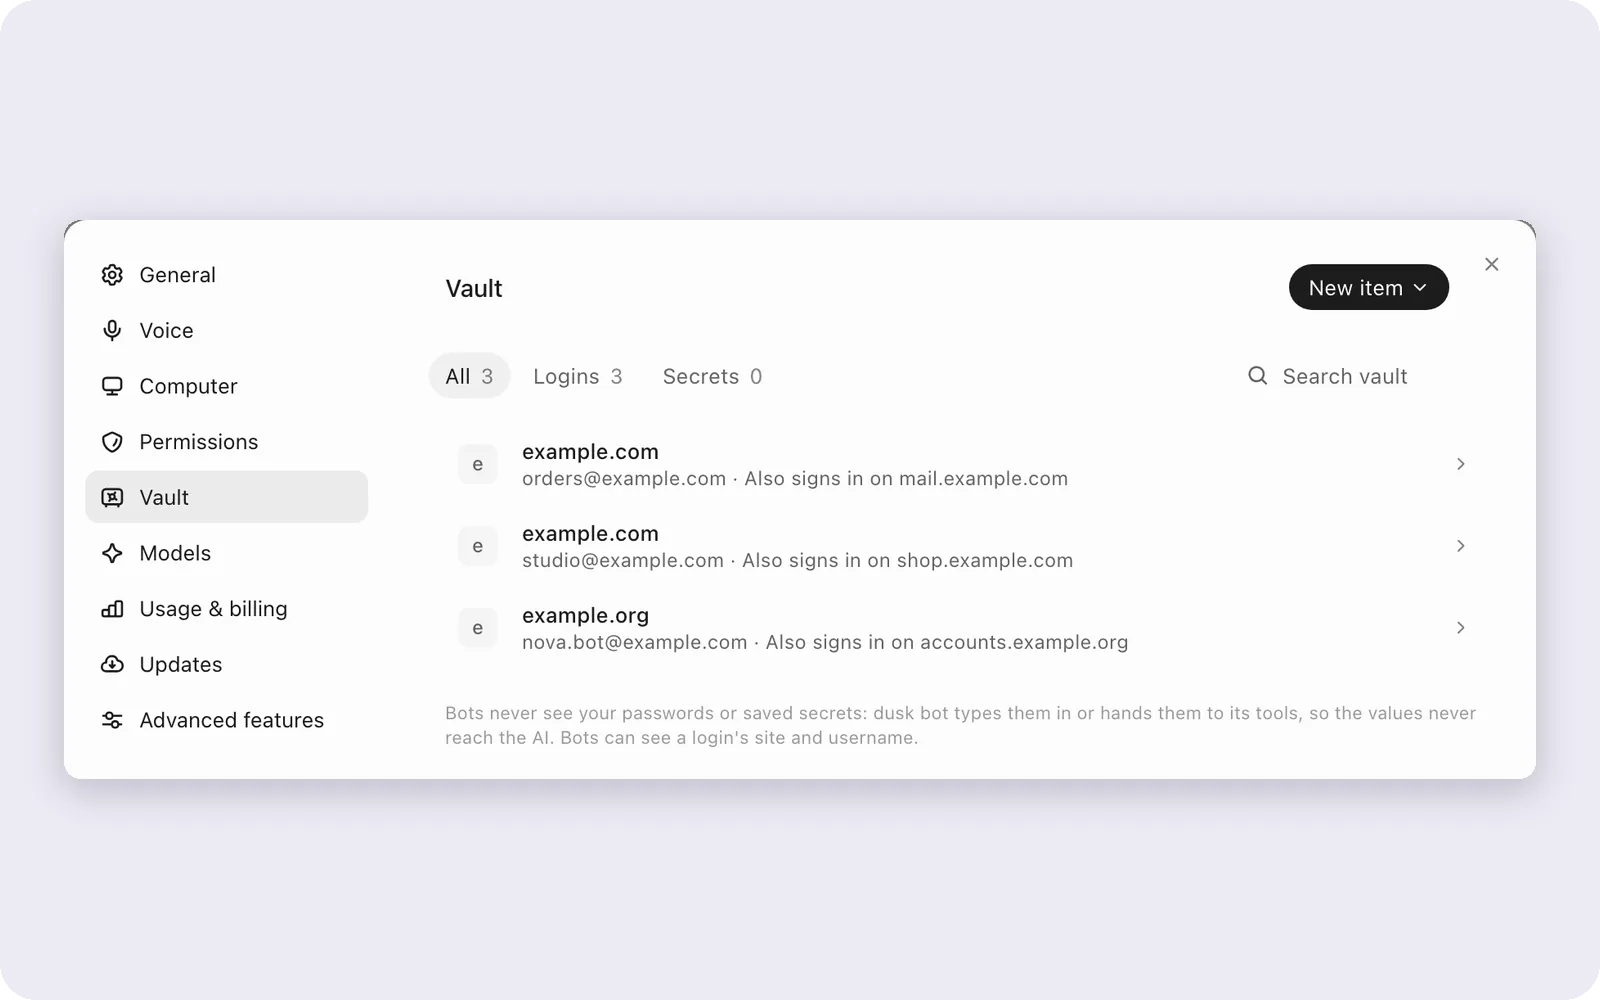 General
Voice
Computer
Permissions
Vault
Models
Usage & billing
Updates
Advanced features
Vault
New item
All 3
Logins 3
Secrets 0
Search vault
e
example.com
orders@example.com · Also signs in on mail.example.com
e
example.com
studio@example.com · Also signs in on shop.example.com
e
example.org
nova.bot@example.com · Also signs in on accounts.example.org
Bots never see your passwords or saved secrets: dusk bot types them in or hands them to its tools, so the values never
reach the AI. Bots can see a login's site and username.